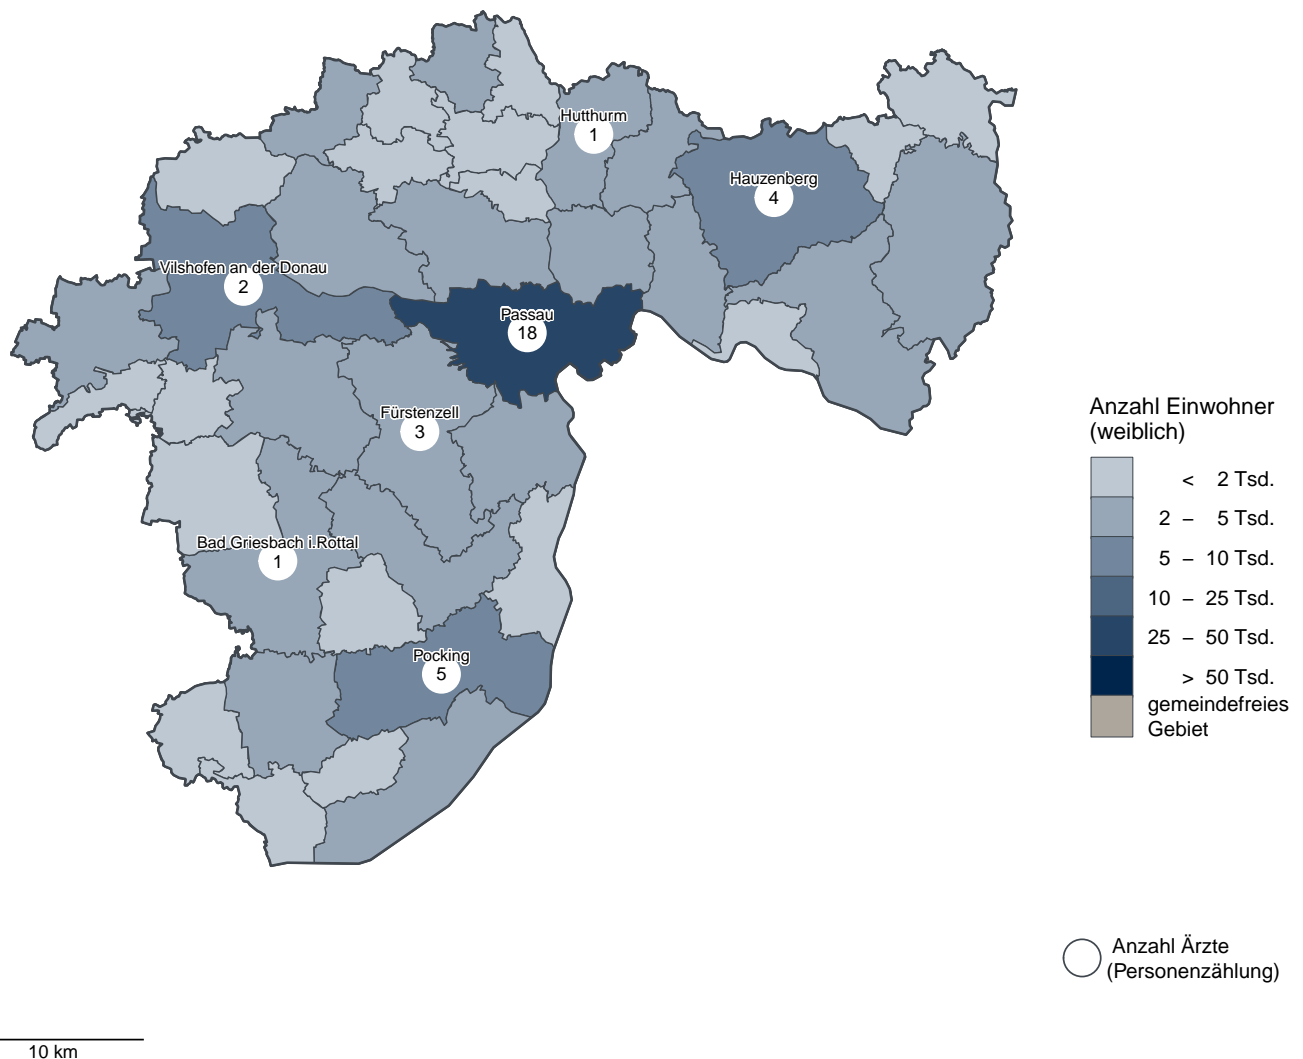 Hutthurm
1
Hauzenberg
4
Vilshofen an der Donau
2
Passau
18
Fürstenzell
3
Bad Griesbach i.Rottal
1
Pocking
5
Anzahl Einwohner
(weiblich)
< 2 Tsd.
2 – 5 Tsd.
5 – 10 Tsd.
10 – 25 Tsd.
25 – 50 Tsd.
> 50 Tsd.
gemeindefreies
Gebiet
Anzahl Ärzte
(Personenzählung)
10 km